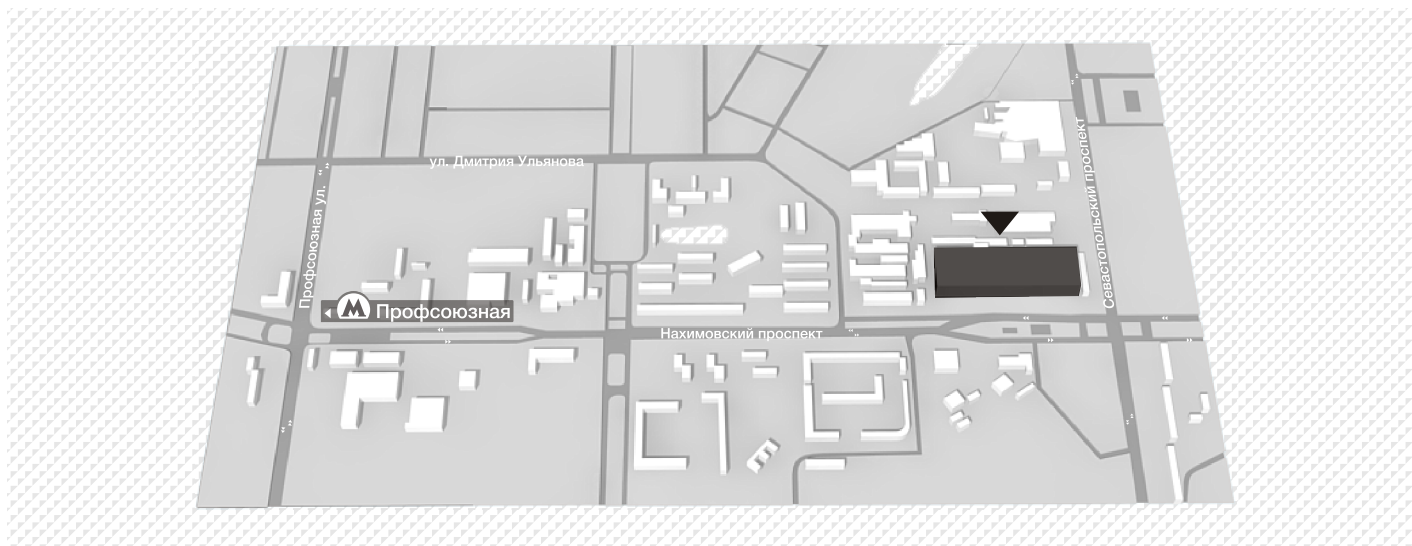 ул. Дмитрия Ульянова
Профсоюзная ул.
Севастопольский проспект
М Профсоюзная
Нахимовский проспект